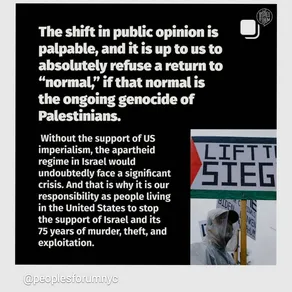 The shift in public opinion is
palpable, and it is up to us to
absolutely refuse a return to
“normal,” if that normal is
the ongoing genocide of
Palestinians.
Without the support of US
imperialism, the apartheid
regime in Israel would
undoubtedly face a significant
crisis. And that is why it is our
responsibility as people living
in the United States to stop
the support of Israel and its
75 years of murder, theft, and
exploitation.
LIFT
SIEG
@peoplesforumnyc